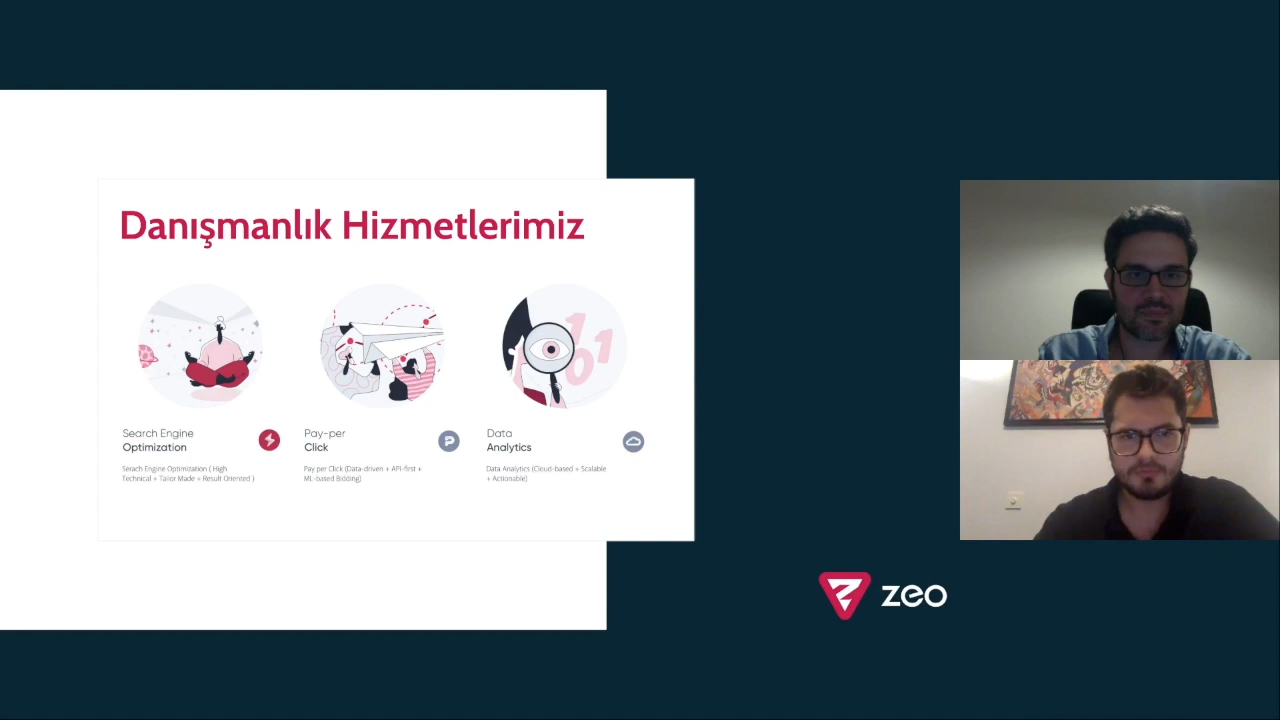 Danışmanlık Hizmetlerimiz
Search Engine
Optimization
Serach Engine Optimization ( High
Technical + Tailor Made + Result Oriented )
Pay-per
Click
Pay per Click (Data-driven + API-first +
ML-based Bidding)
Data
Analytics
Data Analytics (Cloud-based + Scalable
+ Actionable)
zeo